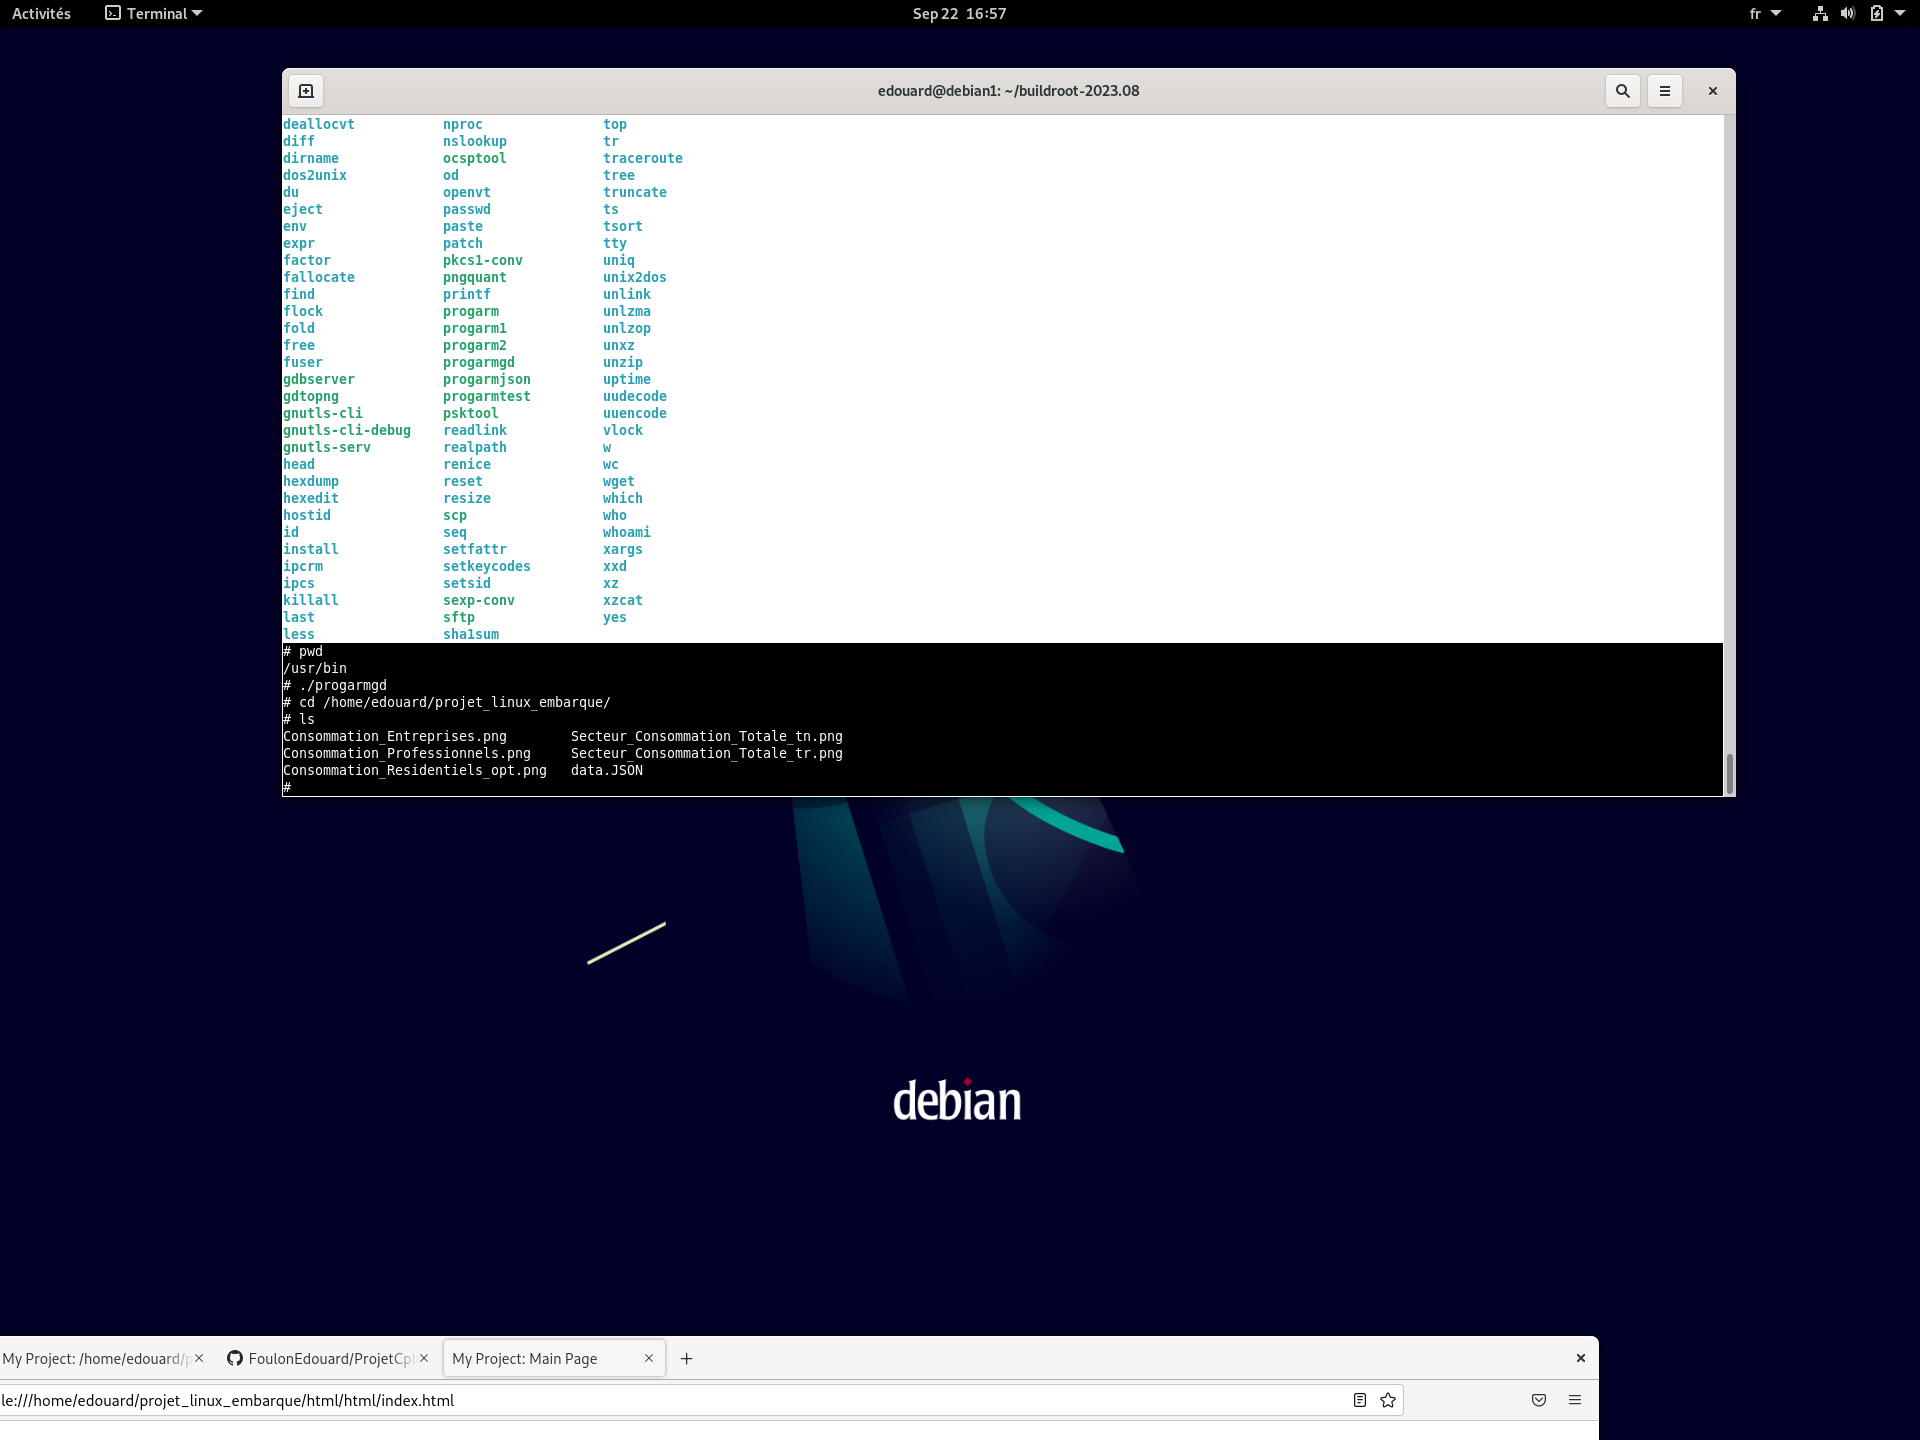 Activités Terminal Sep 22 16:57 fr
edouard@debian1: ~/buildroot-2023.08
deallocvt nproc top
diff nslookup tr
dirname ocsptool traceroute
dos2unix od tree
du openvt truncate
eject passwd ts
env paste tsort
expr patch tty
factor pkcs1-conv uniq
fallocate pngquant unix2dos
find printf unlink
flock progarm unlzma
fold progarm1 unlzop
free progarm2 unxz
fuser progarmgd unzip
gdbserver progarmjson uptime
gdtopng progarmtest uudecode
gnutls-cli psktool uuencode
gnutls-cli-debug readlink vlock
gnutls-serv realpath w
head renice wc
hexdump reset wget
hexedit resize which
hostid scp who
id seq whoami
install setfattr xargs
ipcrm setkeycodes xxd
ipcs setsid xz
killall sexp-conv xzcat
last sftp yes
less sha1sum
# pwd
/usr/bin
# ./progarmgd
# cd /home/edouard/projet_linux_embarque/
# ls
Consommation_Entreprises.png Secteur_Consommation_Totale_tn.png
Consommation_Professionnels.png Secteur_Consommation_Totale_tr.png
Consommation_Residentiels_opt.png data.JSON
#
debian
My Project: /home/edouard/p FoulonEdouard/ProjetCp My Project: Main Page
le:///home/edouard/projet_linux_embarque/html/html/index.html